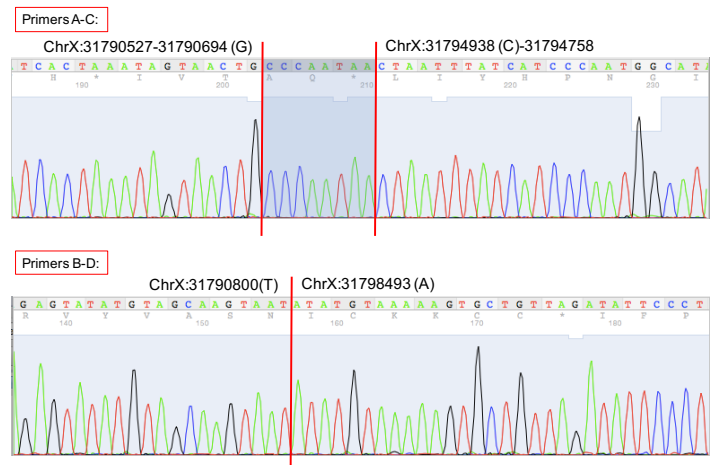 Primers A-C:
ChrX:31790527-31790694 (G) ChrX:31794938 (C)-31794758
T C A C T A A A T A G T A A C T G C C C A A T A A C T A A T T T A T C A T C C C A A T G G C A T A
H * I V T A Q * L I Y H P N G I
190 200 210 220 230
Primers B-D:
ChrX:31790800(T) ChrX:31798493 (A)
G A G T A T A T G T A G C A A G T A A T A T A T G T A A A A A G T G C T G T T A G A T A T T C C C T
R V Y V A S N I C K K C C * I F P
140 150 160 170 180